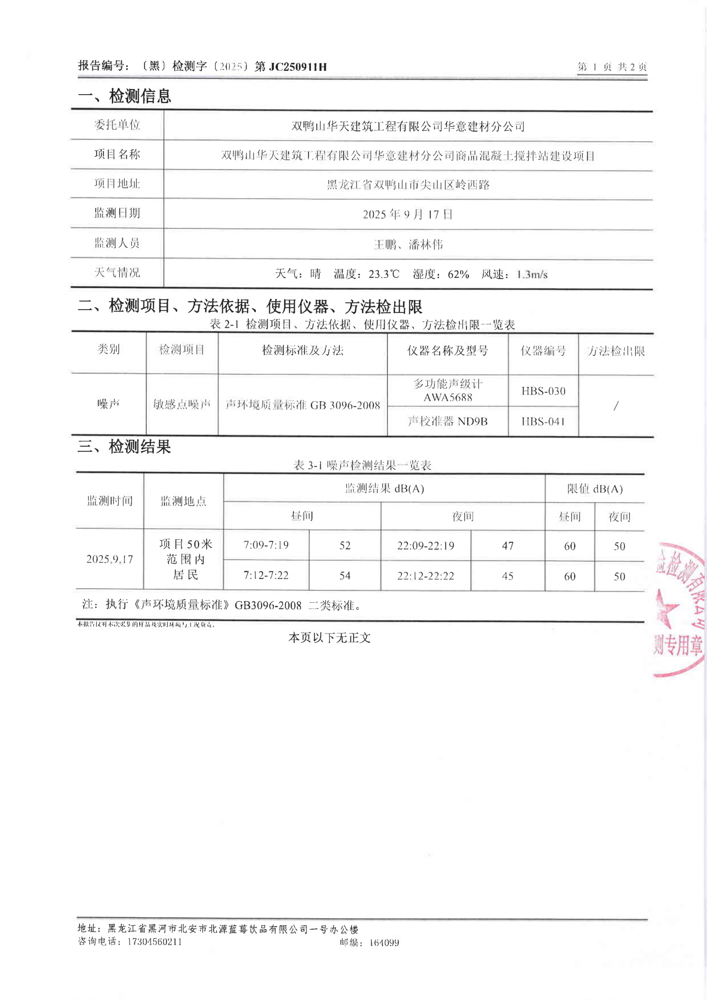 报告编号：〔黑〕检测字〔2025〕第 JC250911H
第 1 页 共 2 页
一、检测信息
委托单位 双鸭山华天建筑工程有限公司华意建材分公司
项目名称 双鸭山华天建筑工程有限公司华意建材分公司商品混凝土搅拌站建设项目
项目地址 黑龙江省双鸭山市尖山区岭西路
监测日期 2025 年 9 月 17 日
监测人员 王鹏、潘林伟
天气情况 天气：晴 温度：23.3℃ 湿度：62% 风速：1.3m/s
二、检测项目、方法依据、使用仪器、方法检出限
表 2-1 检测项目、方法依据、使用仪器、方法检出限一览表
类别 检测项目 检测标准及方法 仪器名称及型号 仪器编号 方法检出限
噪声 敏感点噪声 声环境质量标准 GB 3096-2008
多功能声级计
AWA5688
HBS-030
/
声校准器 ND9B HBS-041
三、检测结果
表 3-1 噪声检测结果一览表
监测时间 监测地点 监测结果 dB(A) 限值 dB(A)
昼间 夜间 昼间 夜间
2025.9.17
项目50米
范围内
居民
7:09-7:19 52 22:09-22:19 47 60 50
7:12-7:22 54 22:12-22:22 45 60 50
注：执行《声环境质量标准》GB3096-2008 二类标准。
本报告仅对本次采集的样品及实时环境与工况负责。
本页以下无正文
检检测有限公司
测专用章
地址：黑龙江省黑河市北安市北源蓝莓饮品有限公司一号办公楼
咨询电话：17304560211
邮编：164099